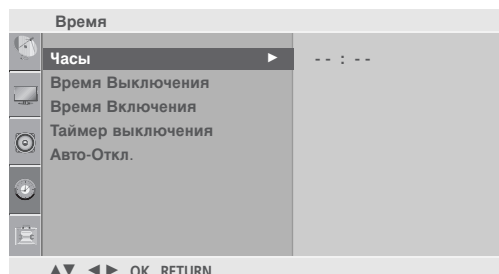 Время
Часы ► -- : --
Время Выключения
Время Включения
Таймер выключения
Авто-Откл.
▲▼ ◄► OK RETURN